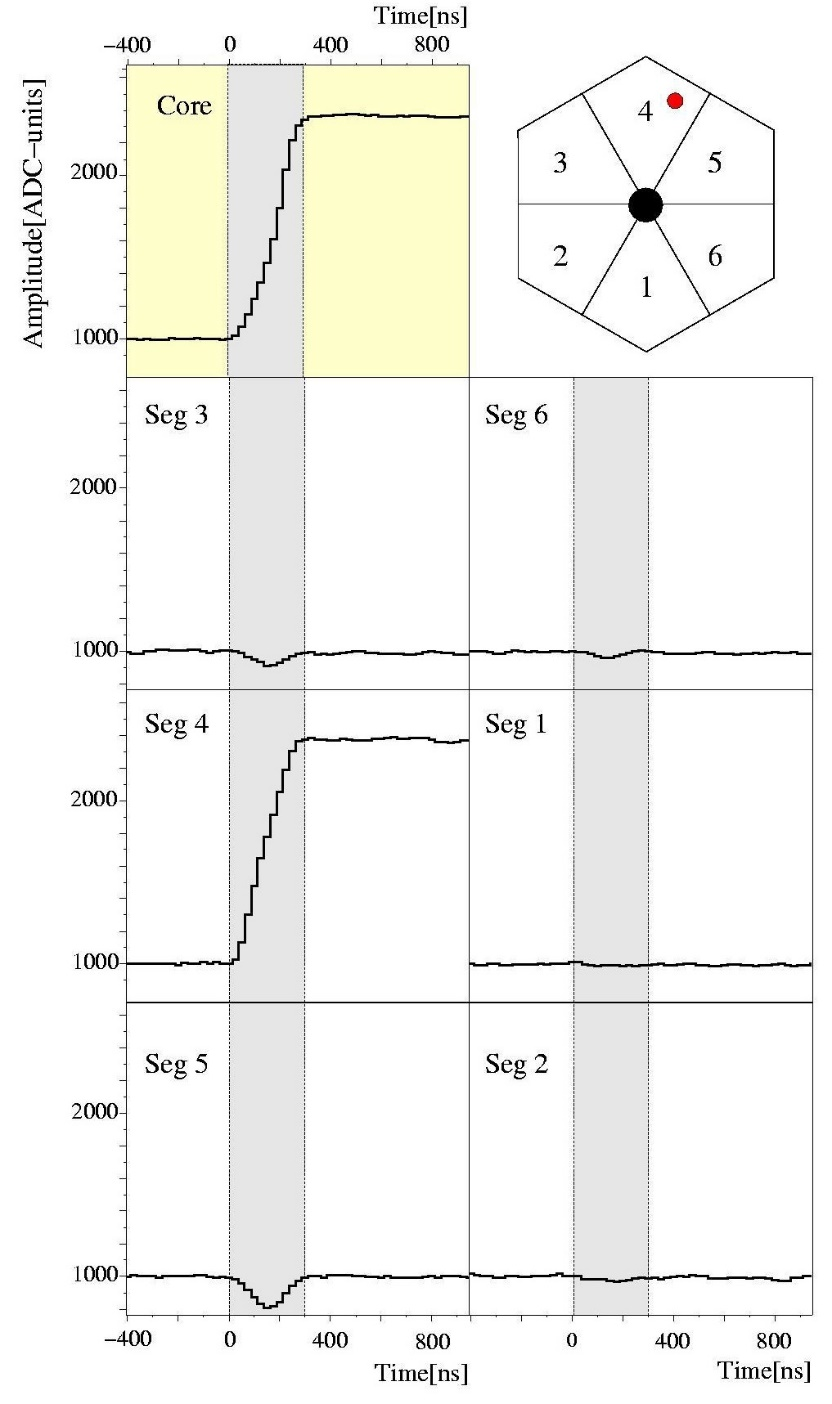 Time[ns]
−400 0 400 800
Amplitude[ADC−units]
Core
2000
1000
4
3 5
2 6
1
Seg 3
Seg 6
2000
1000
Seg 4
Seg 1
2000
1000
Seg 5
Seg 2
2000
1000
−400 0 400 800 0 400 800
Time[ns] Time[ns]